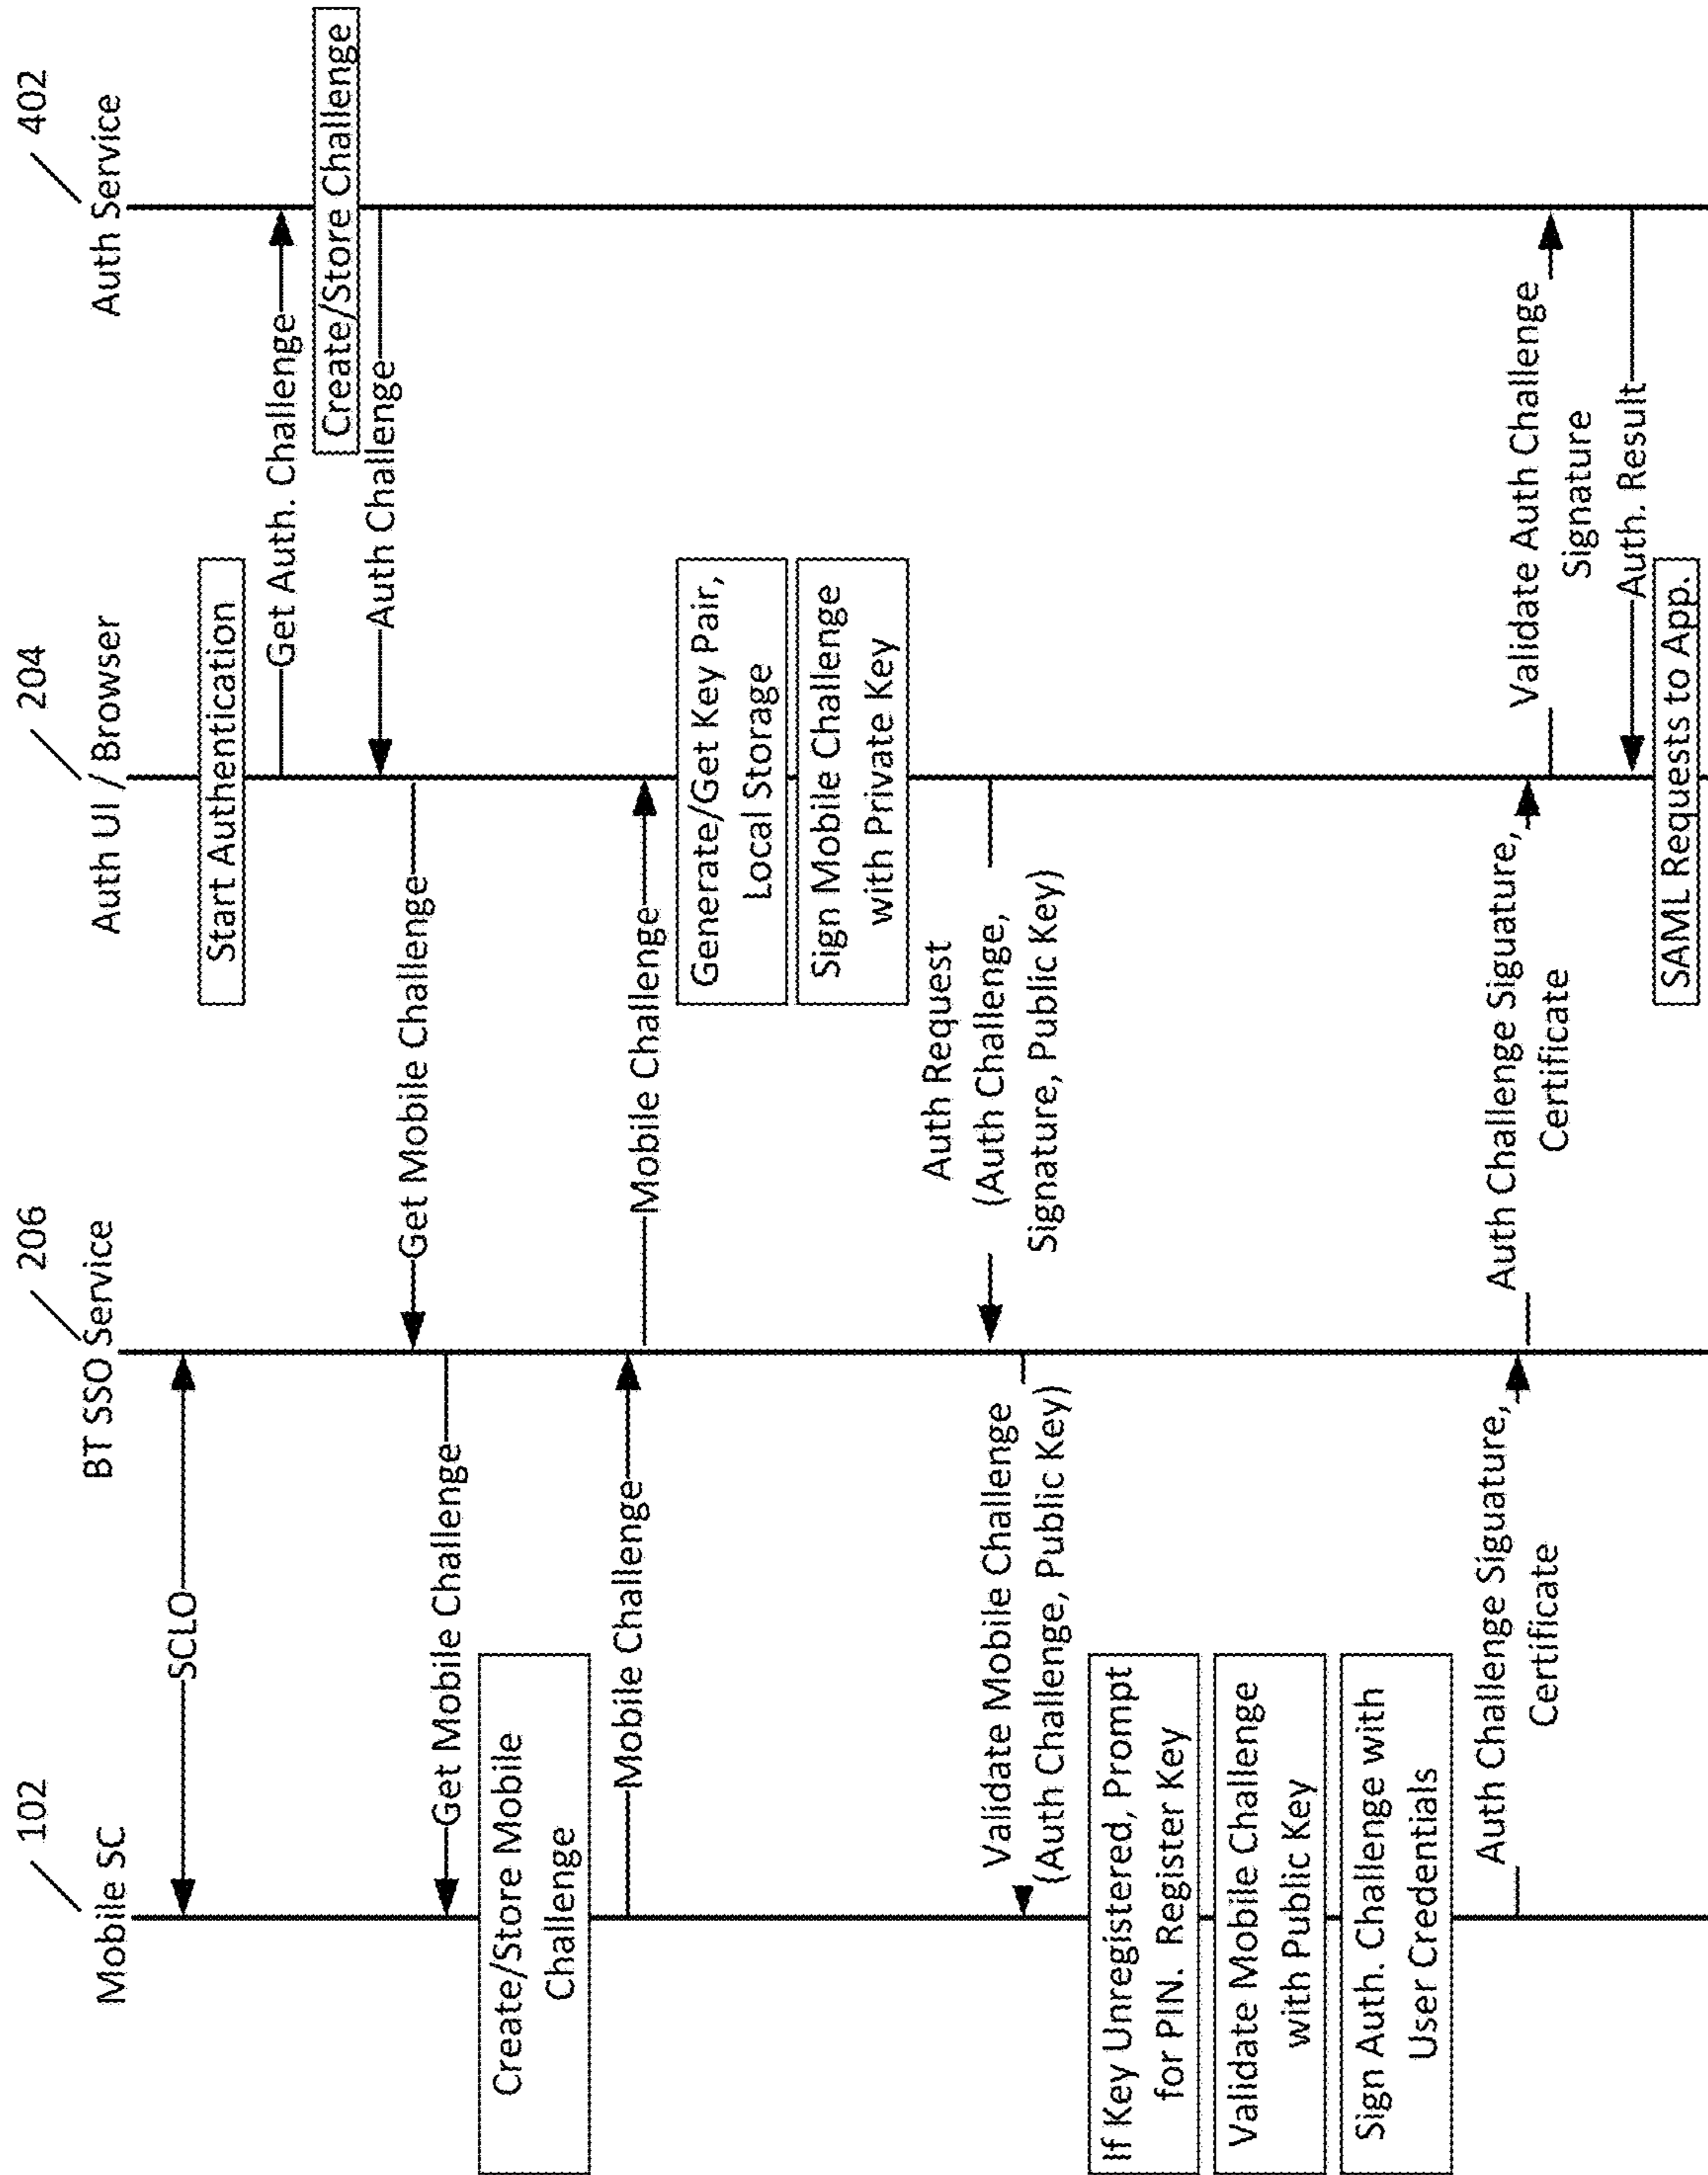 102
Mobile SC
206
BT SSO Service
204
Auth UI / Browser
402
Auth Service
SCLO
Start Authentication
Get Auth. Challenge
Create/Store Challenge
Auth Challenge
Get Mobile Challenge
Get Mobile Challenge
Create/Store Mobile
Challenge
Mobile Challenge
Mobile Challenge
Generate/Get Key Pair,
Local Storage
Sign Mobile Challenge
with Private Key
Auth Request
(Auth Challenge,
Signature, Public Key)
Validate Mobile Challenge
(Auth Challenge, Public Key)
If Key Unregistered, Prompt
for PIN. Register Key
Validate Mobile Challenge
with Public Key
Sign Auth. Challenge with
User Credentials
Auth Challenge Siguature,
Certificate
Auth Challenge Siguature,
Certificate
Validate Auth Challenge
Signature
Auth. Result
SAML Requests to App.